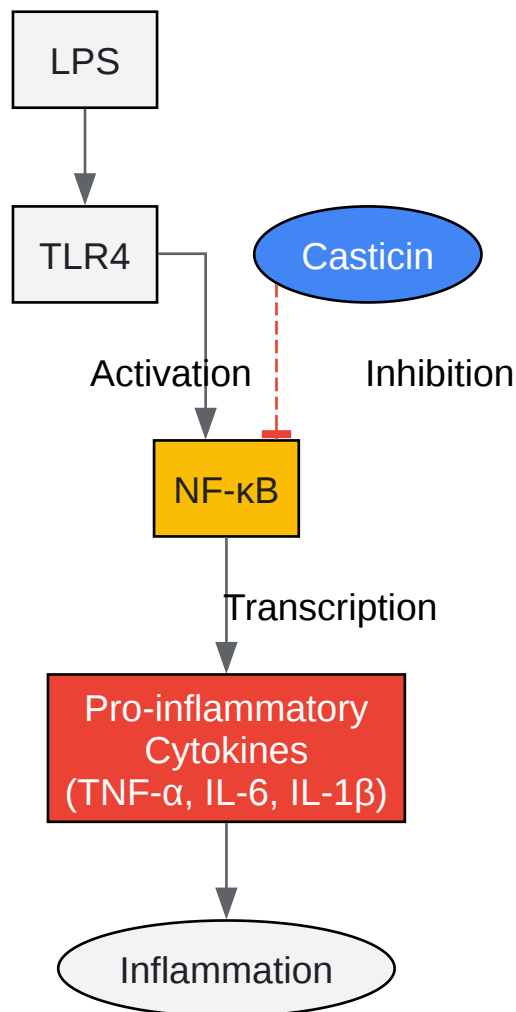 LPS
TLR4
Casticin
Activation
Inhibition
NF-κB
Transcription
Pro-inflammatory
Cytokines
(TNF-α, IL-6, IL-1β)
Inflammation